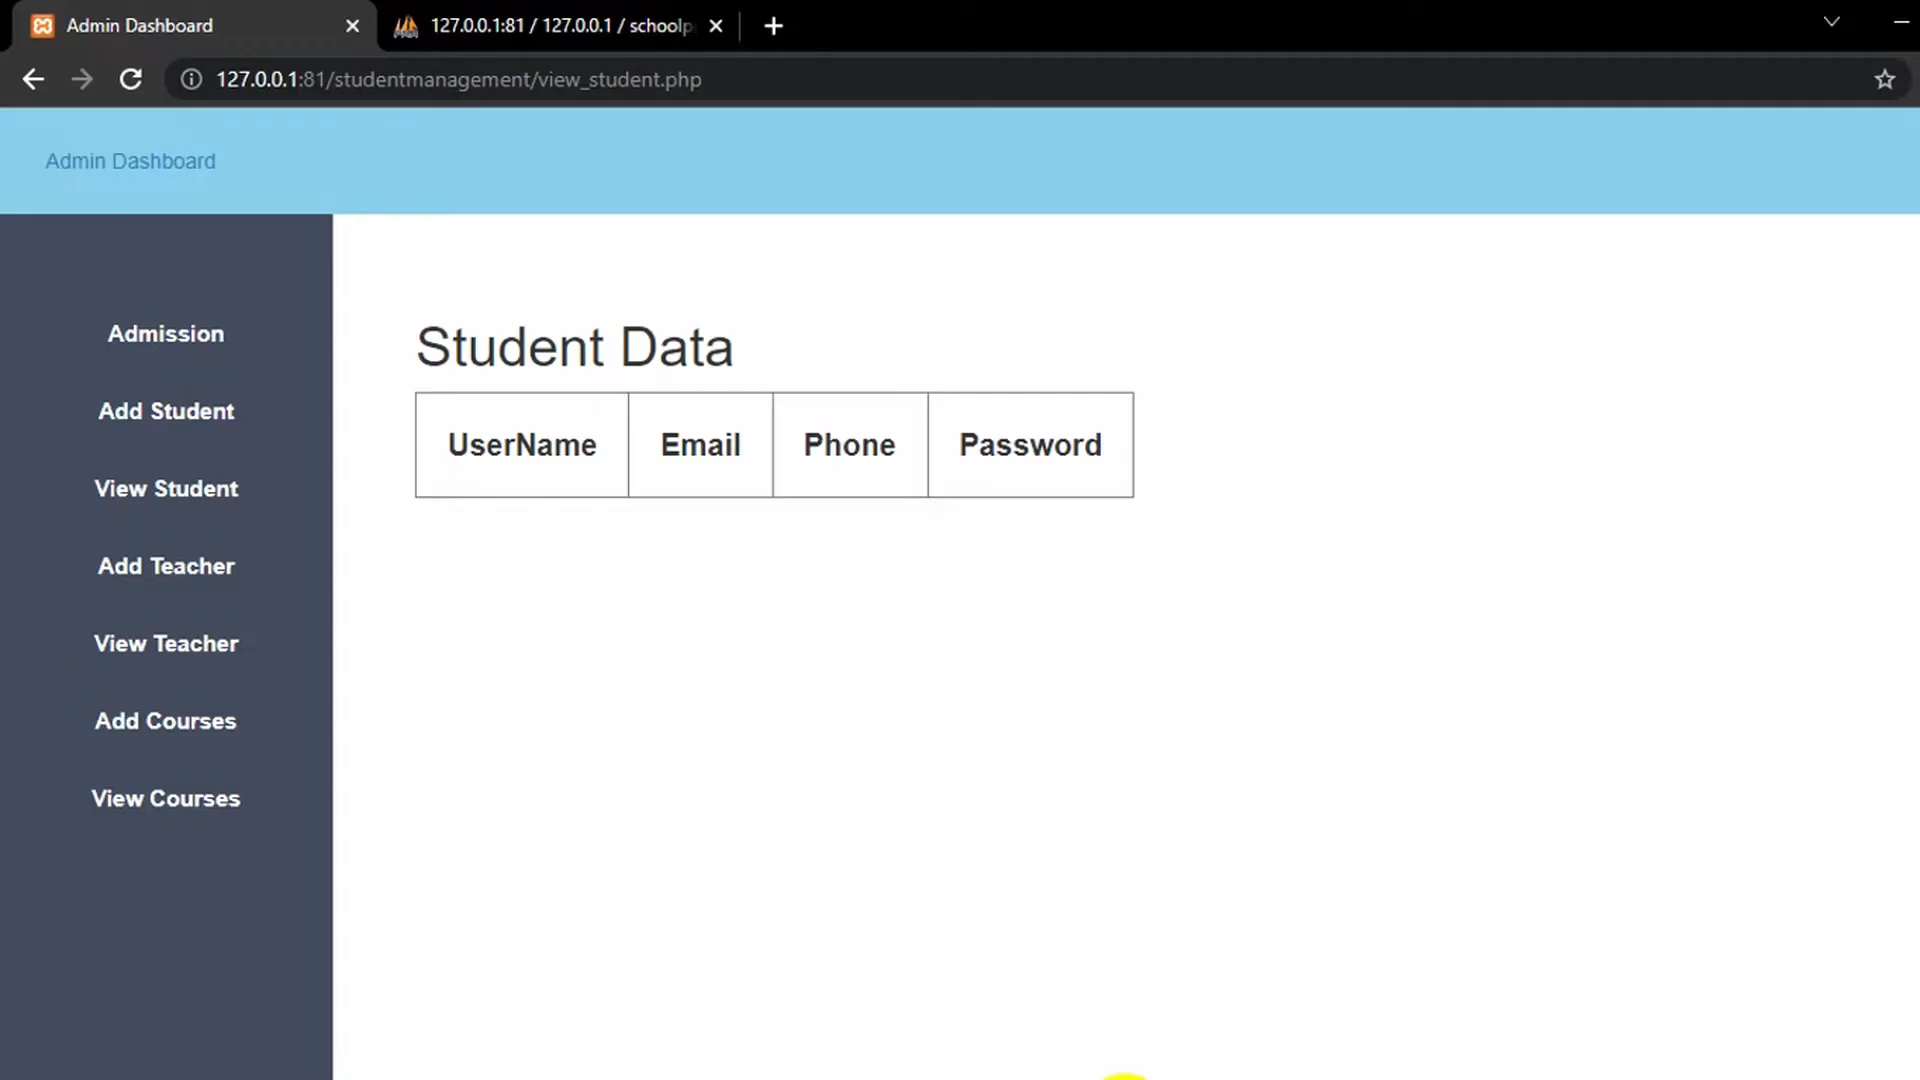 Admin Dashboard
127.0.0.1:81 / 127.0.0.1 / schoolp
127.0.0.1:81/studentmanagement/view_student.php
Admin Dashboard
Admission
Add Student
View Student
Add Teacher
View Teacher
Add Courses
View Courses
Student Data
UserName Email Phone Password